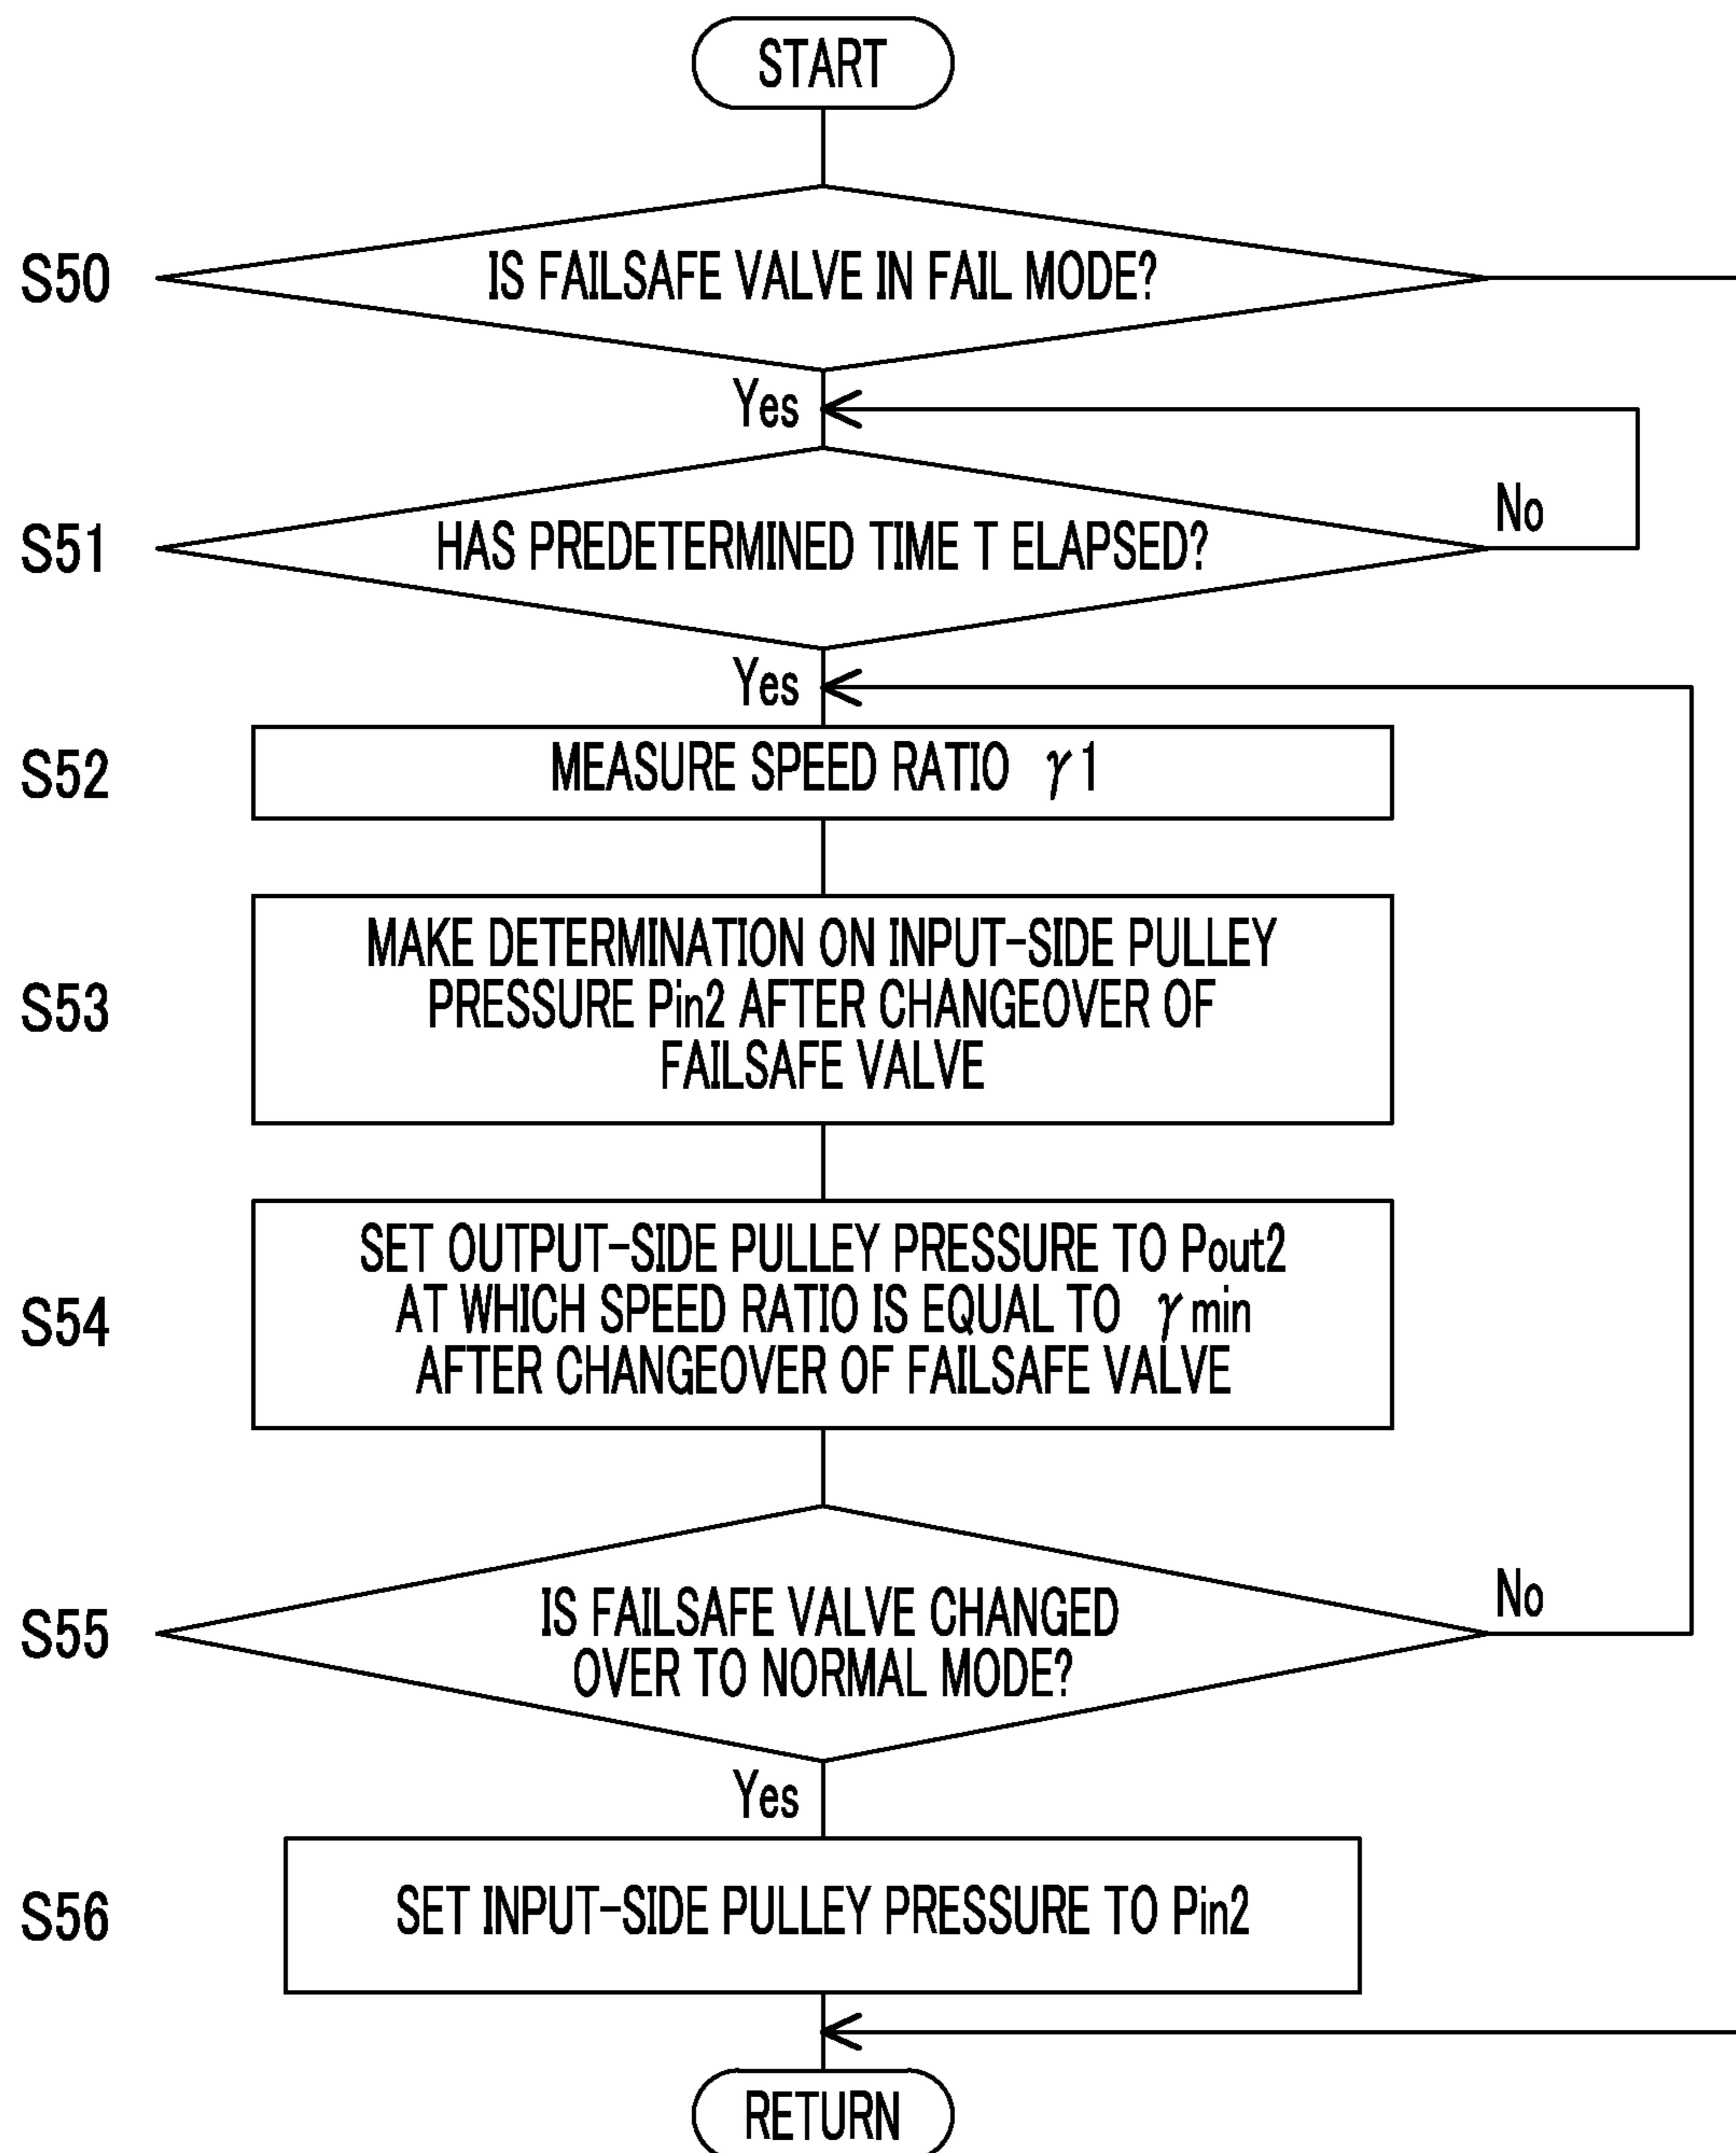 START
S50
IS FAILSAFE VALVE IN FAIL MODE?
Yes
S51
HAS PREDETERMINED TIME T ELAPSED?
No
Yes
S52
MEASURE SPEED RATIO γ1
S53
MAKE DETERMINATION ON INPUT-SIDE PULLEY
PRESSURE Pin2 AFTER CHANGEOVER OF
FAILSAFE VALVE
S54
SET OUTPUT-SIDE PULLEY PRESSURE TO Pout2
AT WHICH SPEED RATIO IS EQUAL TO γmin
AFTER CHANGEOVER OF FAILSAFE VALVE
S55
IS FAILSAFE VALVE CHANGED
OVER TO NORMAL MODE?
No
Yes
S56
SET INPUT-SIDE PULLEY PRESSURE TO Pin2
RETURN